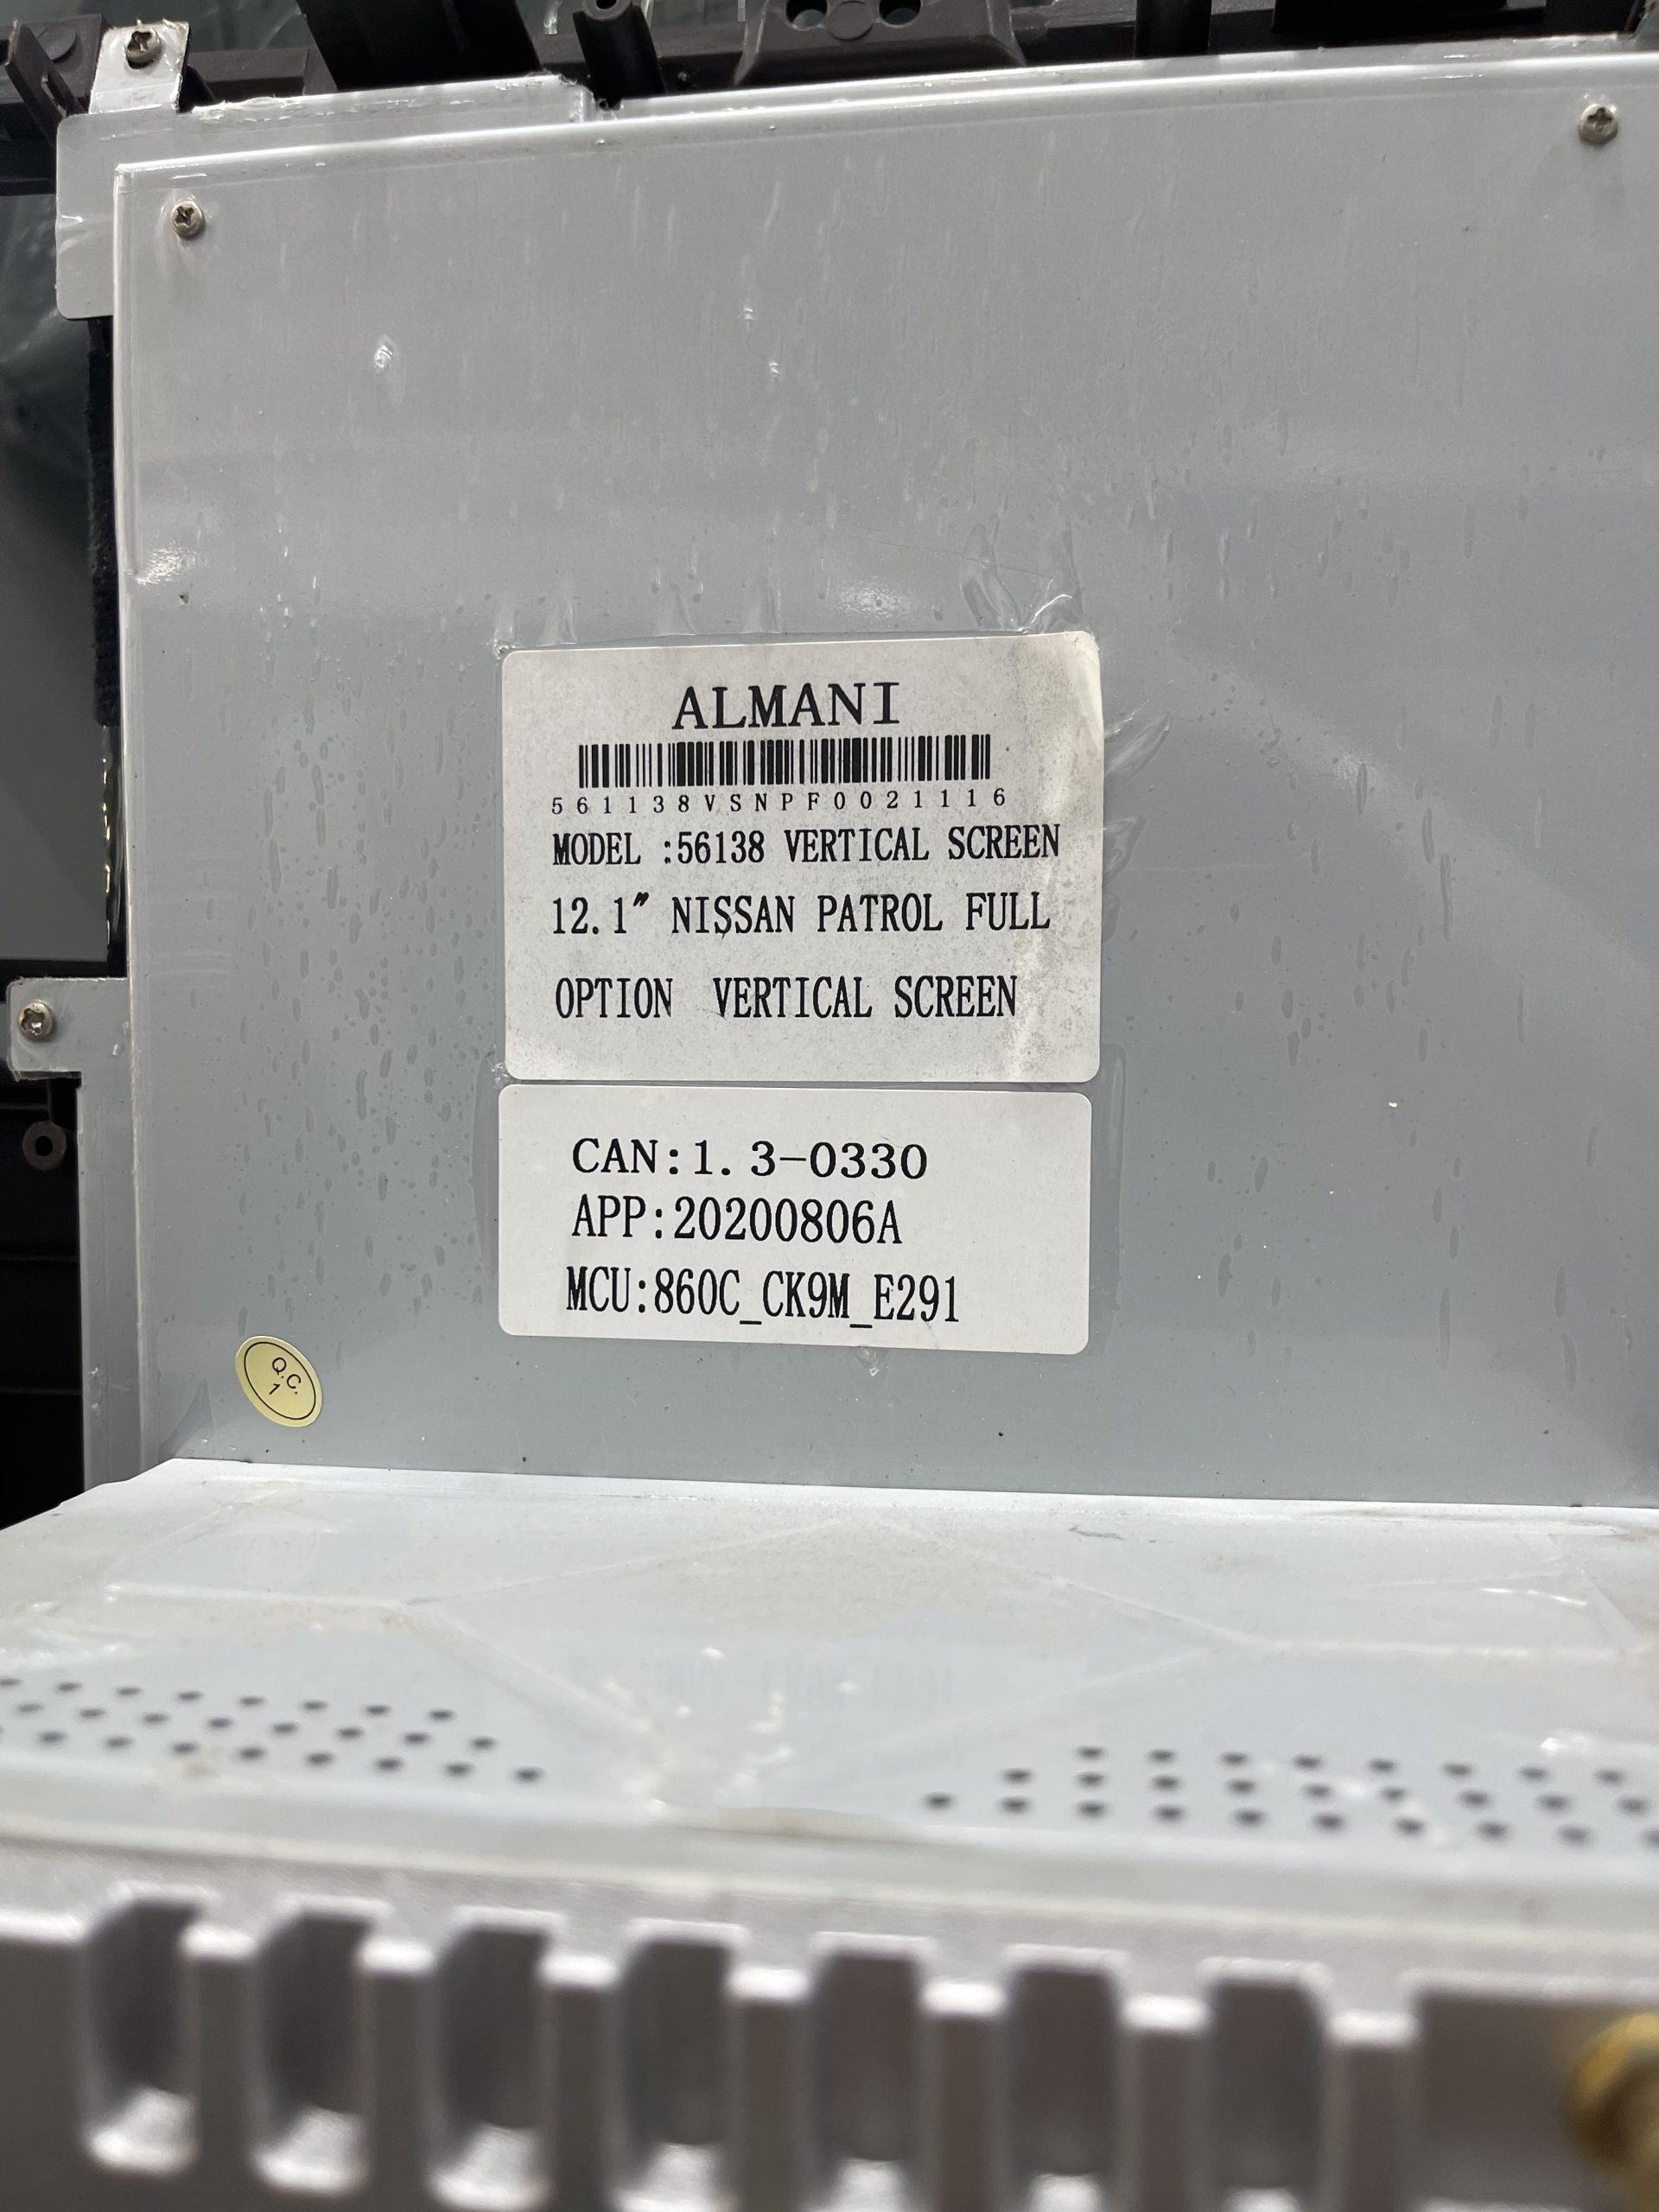 ALMANI
561138VSNPF0021116
MODEL :56138 VERTICAL SCREEN
12.1" NISSAN PATROL FULL
OPTION VERTICAL SCREEN
CAN:1. 3-0330
APP:20200806A
MCU:860C_CK9M_E291
Q.C.
1